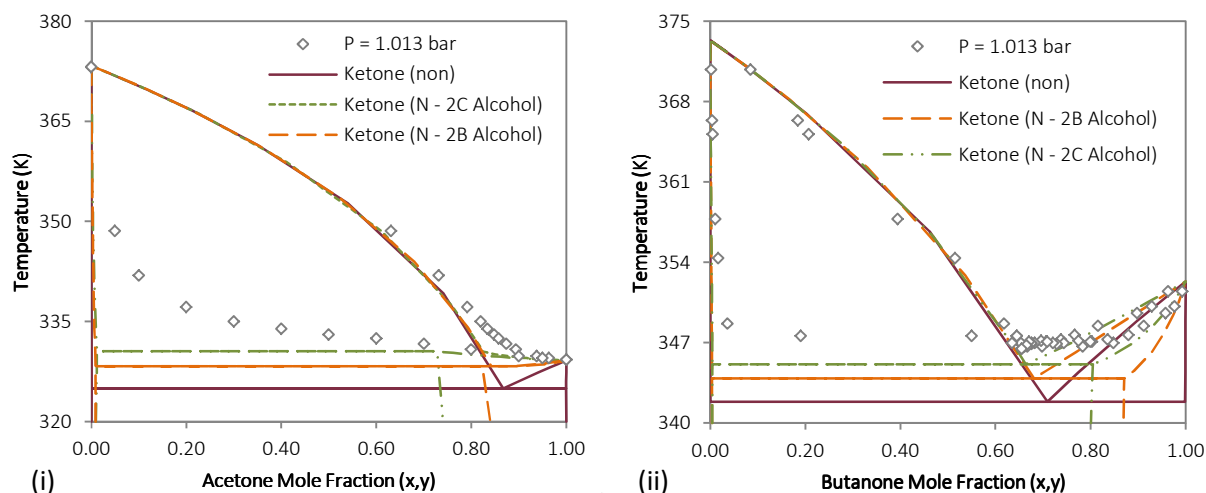 380
365
350
335
320
Temperature (K)
P = 1.013 bar
Ketone (non)
Ketone (N - 2C Alcohol)
Ketone (N - 2B Alcohol)
0.00 0.20 0.40 0.60 0.80 1.00
Acetone Mole Fraction (x,y)
(i)
375
368
361
354
347
340
Temperature (K)
P = 1.013 bar
Ketone (non)
Ketone (N - 2B Alcohol)
Ketone (N - 2C Alcohol)
0.00 0.20 0.40 0.60 0.80 1.00
Butanone Mole Fraction (x,y)
(ii)